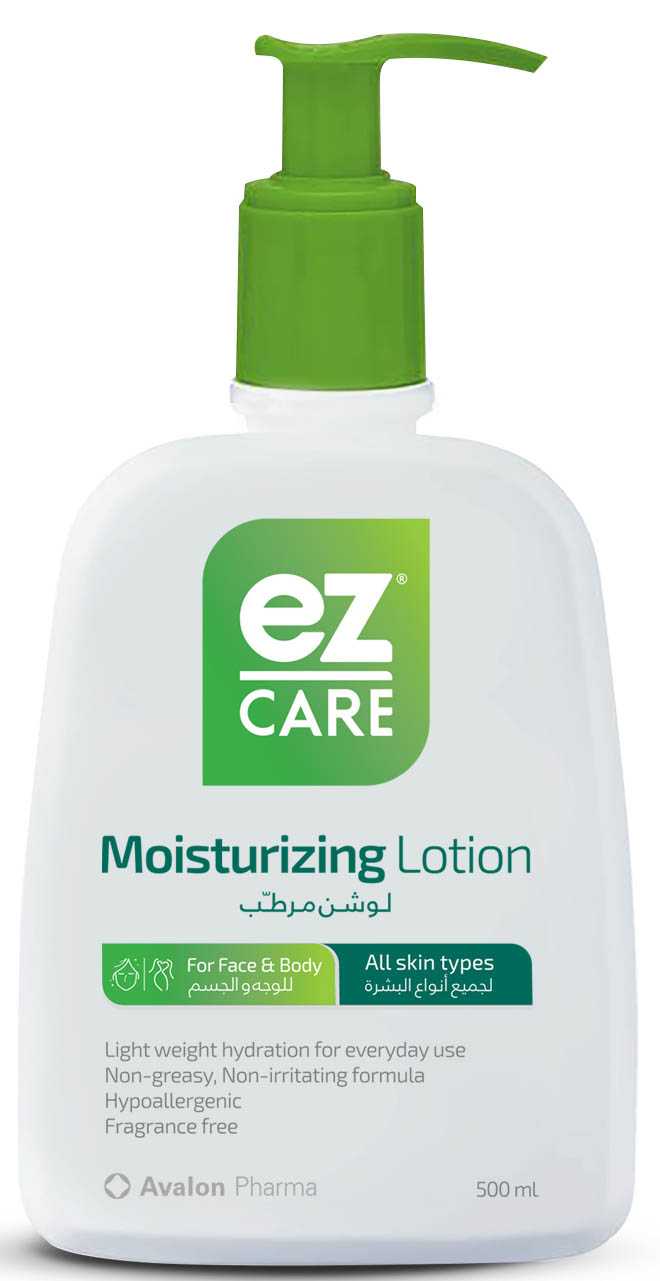 ez®
CARE
Moisturizing Lotion
لوشن مرطّب
For Face & Body
للوجه و الجسم
All skin types
لجميع أنواع البشرة
Light weight hydration for everyday use
Non-greasy, Non-irritating formula
Hypoallergenic
Fragrance free
Avalon Pharma
500 ml